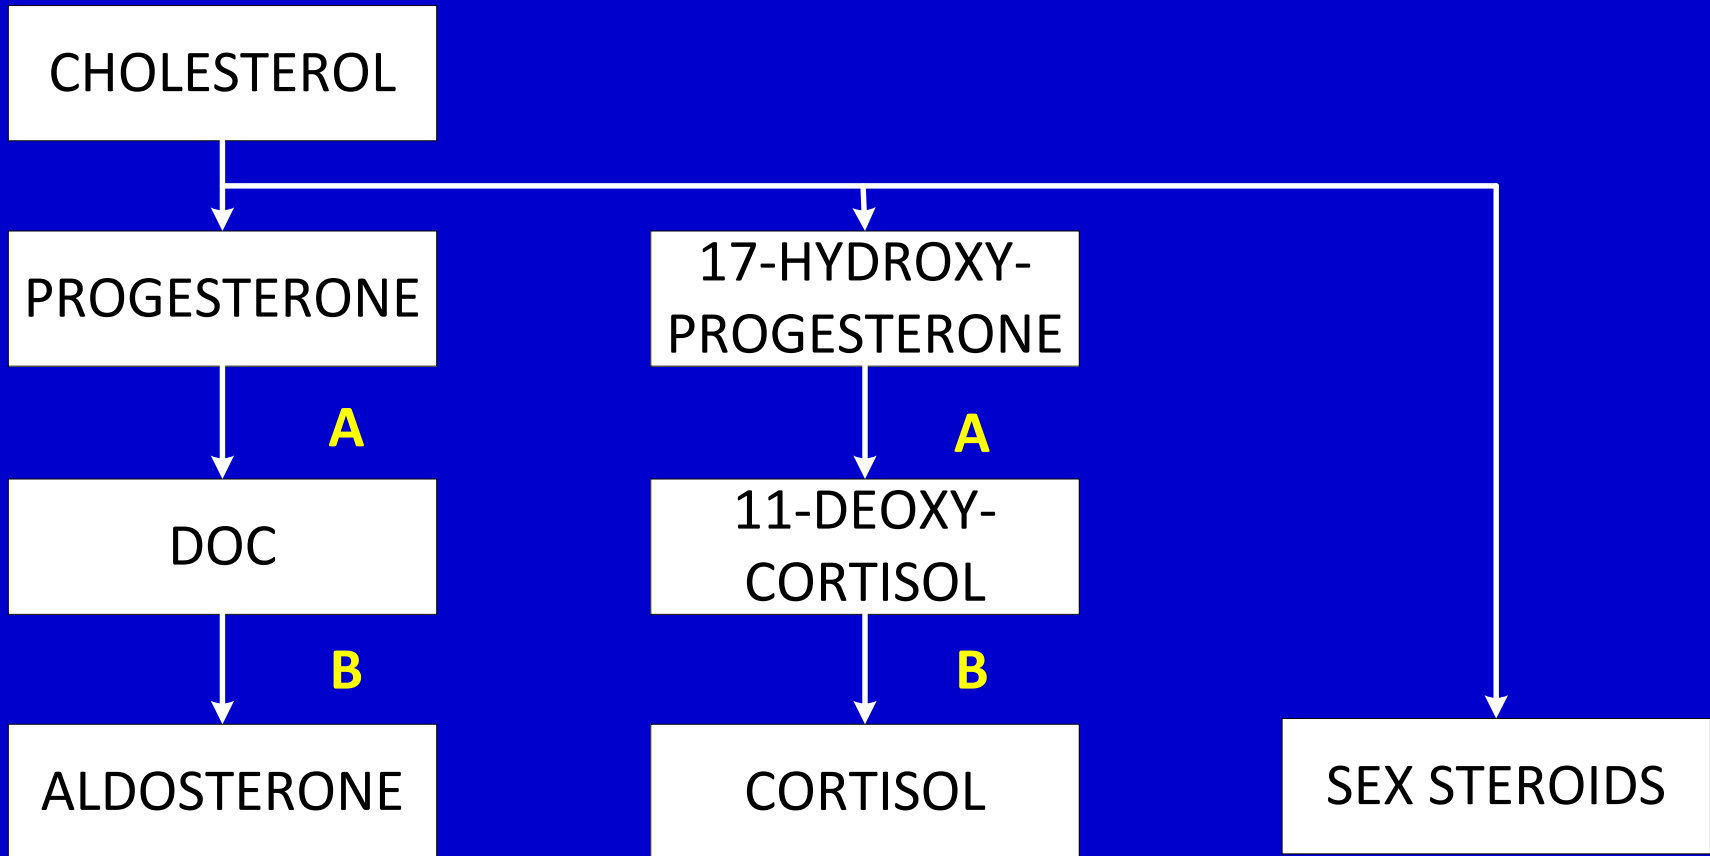 CHOLESTEROL
PROGESTERONE
17-HYDROXY-
PROGESTERONE
A
A
DOC
11-DEOXY-
CORTISOL
B
B
ALDOSTERONE
CORTISOL
SEX STEROIDS